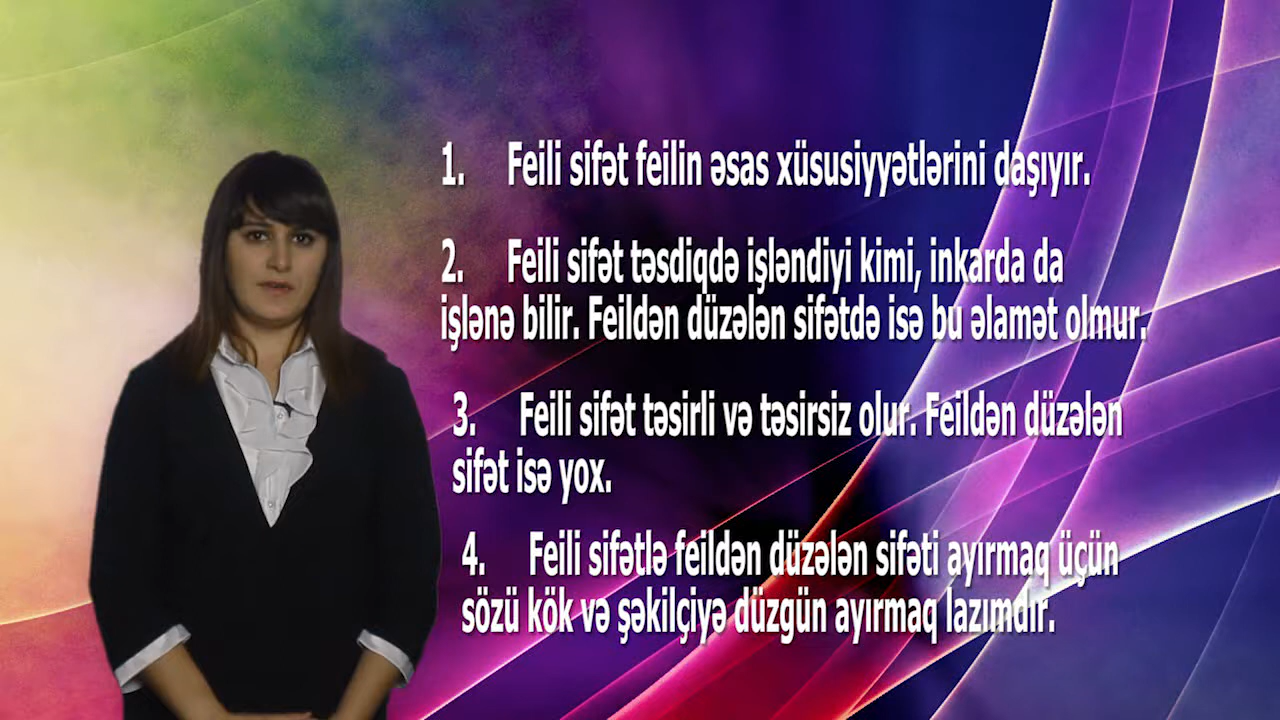 1. Feili sifət feilin əsas xüsusiyyətlərini daşıyır.
2. Feili sifət təsdiqdə işləndiyi kimi, inkarda da
işlənə bilir. Feildən düzələn sifətdə isə bu əlamət olmur.
3. Feili sifət təsirli və təsirsiz olur. Feildən düzələn
sifət isə yox.
4. Feili sifətlə feildən düzələn sifəti ayırmaq üçün
sözü kök və şəkilçiyə düzgün ayırmaq lazımdır.